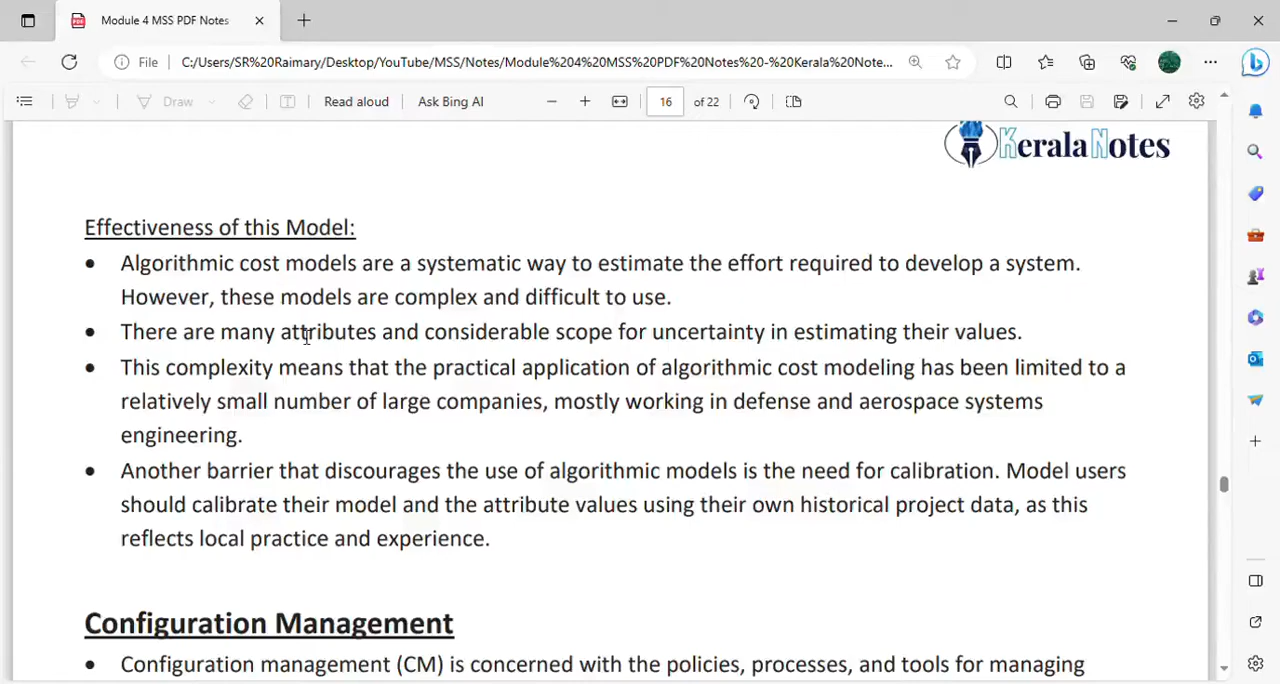 Module 4 MSS PDF Notes
File
C:/Users/SR%20Raimary/Desktop/YouTube/MSS/Notes/Module%204%20MSS%20PDF%20Notes%20-%20Kerala%20Note...
Draw
Read aloud
Ask Bing AI
16
of 22
KeralaNotes
Effectiveness of this Model:
• Algorithmic cost models are a systematic way to estimate the effort required to develop a system.
However, these models are complex and difficult to use.
• There are many attributes and considerable scope for uncertainty in estimating their values.
• This complexity means that the practical application of algorithmic cost modeling has been limited to a
relatively small number of large companies, mostly working in defense and aerospace systems
engineering.
• Another barrier that discourages the use of algorithmic models is the need for calibration. Model users
should calibrate their model and the attribute values using their own historical project data, as this
reflects local practice and experience.
Configuration Management
• Configuration management (CM) is concerned with the policies, processes, and tools for managing